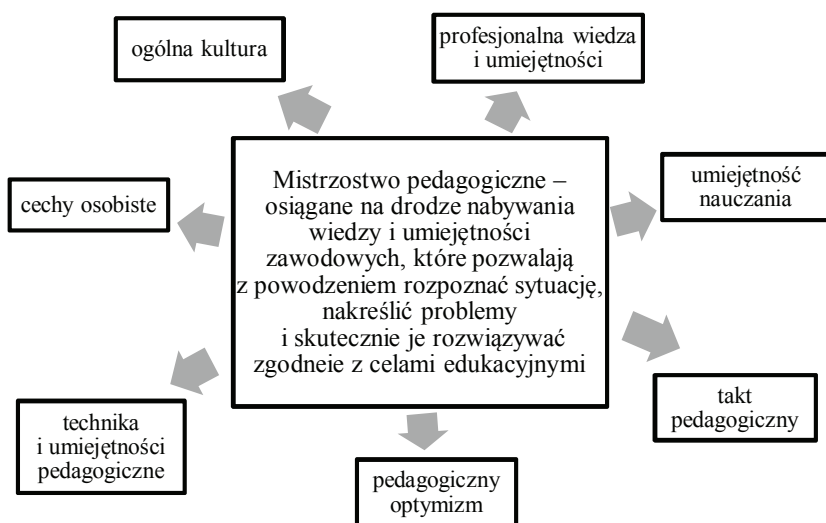 ogólna kultura
profesjonalna wiedza
i umiejętności
cechy osobiste
Mistrzostwo pedagogiczne –
osiągane na drodze nabywania
wiedzy i umiejętności
zawodowych, które pozwalają
z powodzeniem rozpoznać sytuację,
nakreślić problemy
i skutecznie je rozwiązywać
zgodneie z celami edukacyjnymi
umiejętność
nauczania
technika
i umiejętności
pedagogiczne
pedagogiczny
optymizm
takt
pedagogiczny